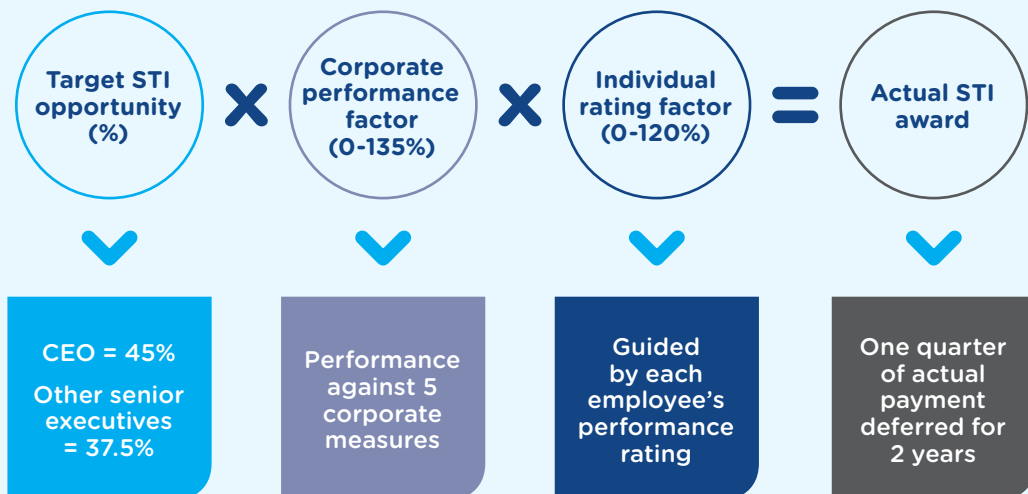 Target STI
opportunity
(%)
×
Corporate
performance
factor
(0-135%)
×
Individual
rating factor
(0-120%)
=
Actual STI
award
CEO = 45%
Other senior
executives
= 37.5%
Performance
against 5
corporate
measures
Guided
by each
employee’s
performance
rating
One quarter
of actual
payment
deferred for
2 years